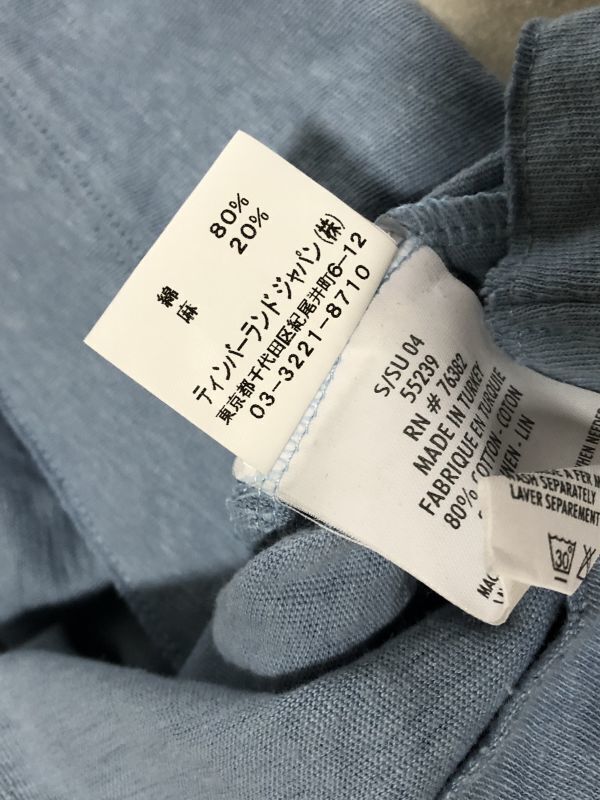 綿 80%
麻 20%
ティンバーランド ジャパン(株)
東京都千代田区紀尾井町6-12
03-3221-8710
S/SU 04
55239
RN # 76382
MADE IN TURKEY
FABRIQUE EN TURQUIE
80% COTTON - COTON
- LIN
WASH SEPARATELY
LAVER SEPAREMENT
30°